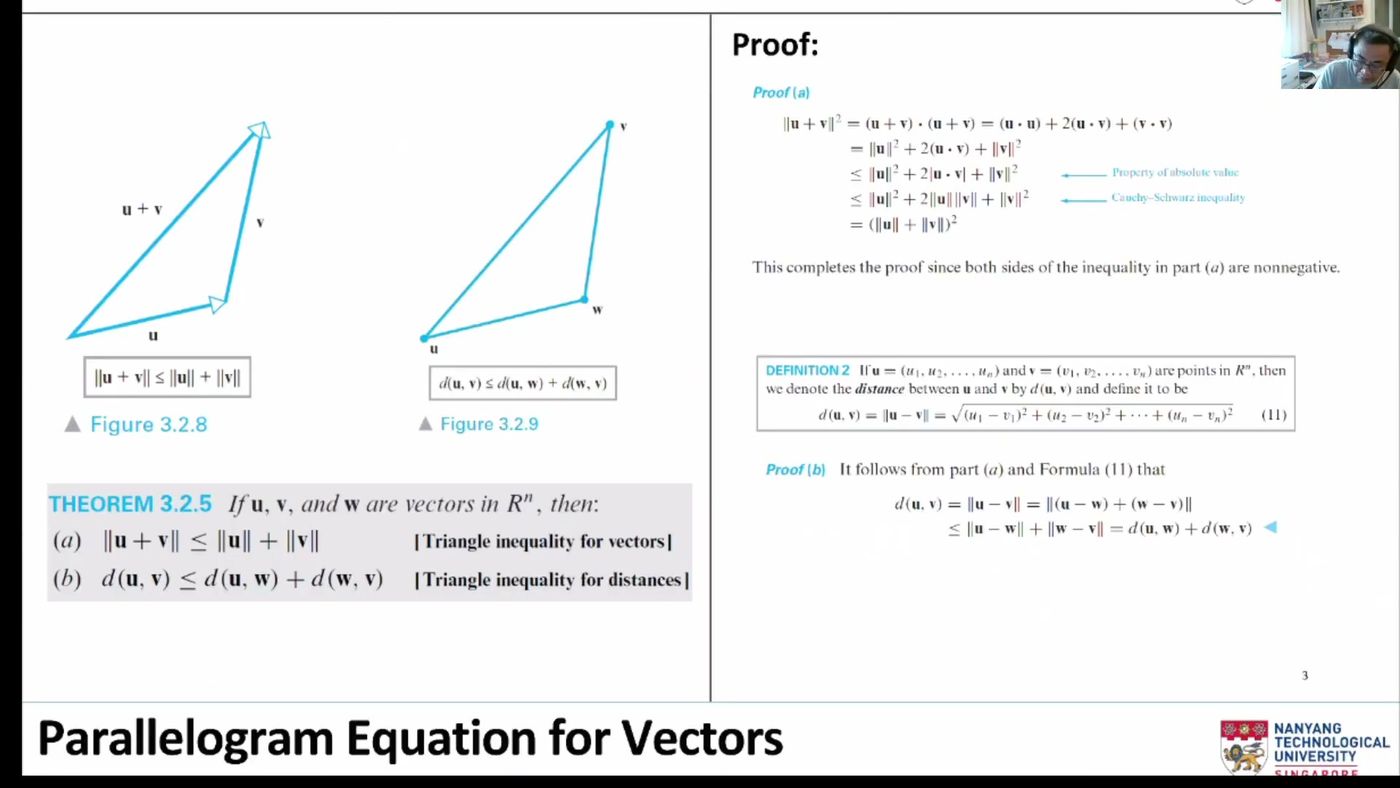 u + v
v
u
‖u + v‖ ≤ ‖u‖ + ‖v‖
▲ Figure 3.2.8
v
w
u
d(u, v) ≤ d(u, w) + d(w, v)
▲ Figure 3.2.9
THEOREM 3.2.5 If u, v, and w are vectors in Rⁿ, then:
(a) ‖u + v‖ ≤ ‖u‖ + ‖v‖ [Triangle inequality for vectors]
(b) d(u, v) ≤ d(u, w) + d(w, v) [Triangle inequality for distances]
Proof:
Proof (a)
‖u + v‖² = (u + v) · (u + v) = (u · u) + 2(u · v) + (v · v)
= ‖u‖² + 2(u · v) + ‖v‖²
≤ ‖u‖² + 2|u · v| + ‖v‖² ← Property of absolute value
≤ ‖u‖² + 2‖u‖‖v‖ + ‖v‖² ← Cauchy–Schwarz inequality
= (‖u‖ + ‖v‖)²
This completes the proof since both sides of the inequality in part (a) are nonnegative.
DEFINITION 2 If u = (u₁, u₂, . . . , uₙ) and v = (v₁, v₂, . . . , vₙ) are points in Rⁿ, then
we denote the distance between u and v by d(u, v) and define it to be
d(u, v) = ‖u − v‖ = √(u₁ − v₁)² + (u₂ − v₂)² + · · · + (uₙ − vₙ)² (11)
Proof (b) It follows from part (a) and Formula (11) that
d(u, v) = ‖u − v‖ = ‖(u − w) + (w − v)‖
≤ ‖u − w‖ + ‖w − v‖ = d(u, w) + d(w, v) ◀
3
Parallelogram Equation for Vectors
NANYANG
TECHNOLOGICAL
UNIVERSITY
SINGAPORE